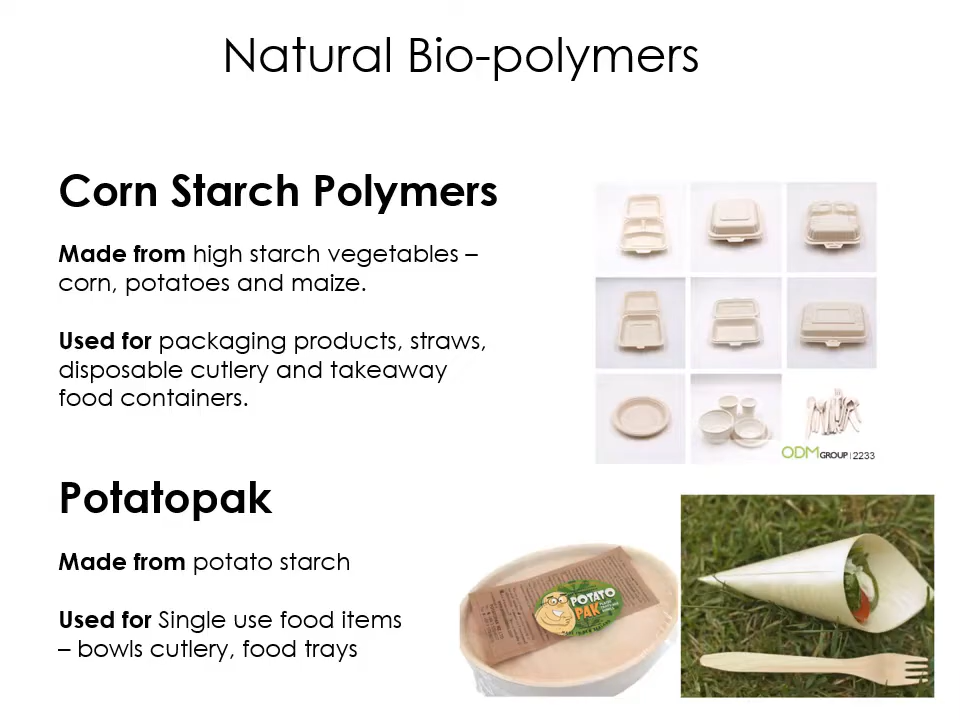 Natural Bio-polymers
Corn Starch Polymers
Made from high starch vegetables –
corn, potatoes and maize.
Used for packaging products, straws,
disposable cutlery and takeaway
food containers.
ODMGROUP | 2233
Potatopak
Made from potato starch
Used for Single use food items
– bowls cutlery, food trays
POTATO
PAK